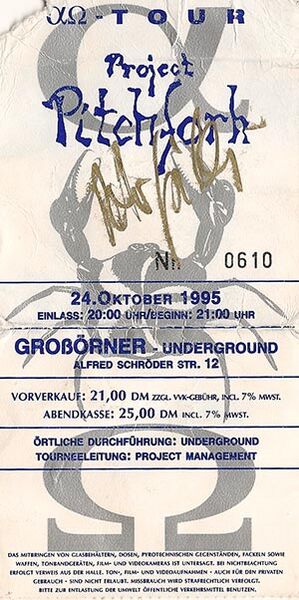 αΩ - TOUR
Project
Pitchfork
Nr. 0610
24. OKTOBER 1995
EINLASS: 20:00 UHR/BEGINN: 21:00 UHR
GROßÖRNER - UNDERGROUND
ALFRED SCHRÖDER STR. 12
VORVERKAUF: 21,00 DM ZZGL. VVK-GEBÜHR, INCL. 7% MWST.
ABENDKASSE: 25,00 DM INCL. 7% MWST.
ÖRTLICHE DURCHFÜHRUNG: UNDERGROUND
TOURNEELEITUNG: PROJECT MANAGEMENT
DAS MITBRINGEN VON GLASBEHÄLTERN, DOSEN, PYROTECHNISCHEN GEGENSTÄNDEN, FACKELN SOWIE
WAFFEN, TONBANDGERÄTEN, FILM- UND VIDEOKAMERAS IST UNTERSAGT. BEI NICHTBEACHTUNG
ERFOLGT VERWEIS AUS DER HALLE. TON-, FILM- UND VIDEOAUFNAHMEN - AUCH FÜR DEN PRIVATEN
GEBRAUCH - SIND NICHT ERLAUBT. MISSBRAUCH WIRD STRAFRECHTLICH VERFOLGT.
BITTE ZUR ENTLASTUNG DER UMWELT ÖFFENTLICHE VERKEHRSMITTEL BENUTZEN.